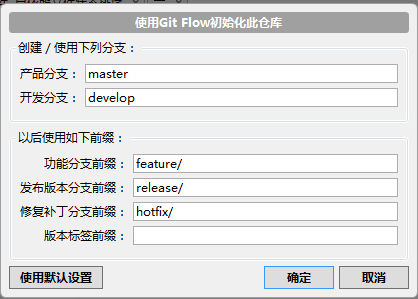 使用Git Flow初始化此仓库
创建 / 使用下列分支：
产品分支： master
开发分支： develop
以后使用如下前缀：
功能分支前缀： feature/
发布版本分支前缀： release/
修复补丁分支前缀： hotfix/
版本标签前缀：
使用默认设置 确定 取消